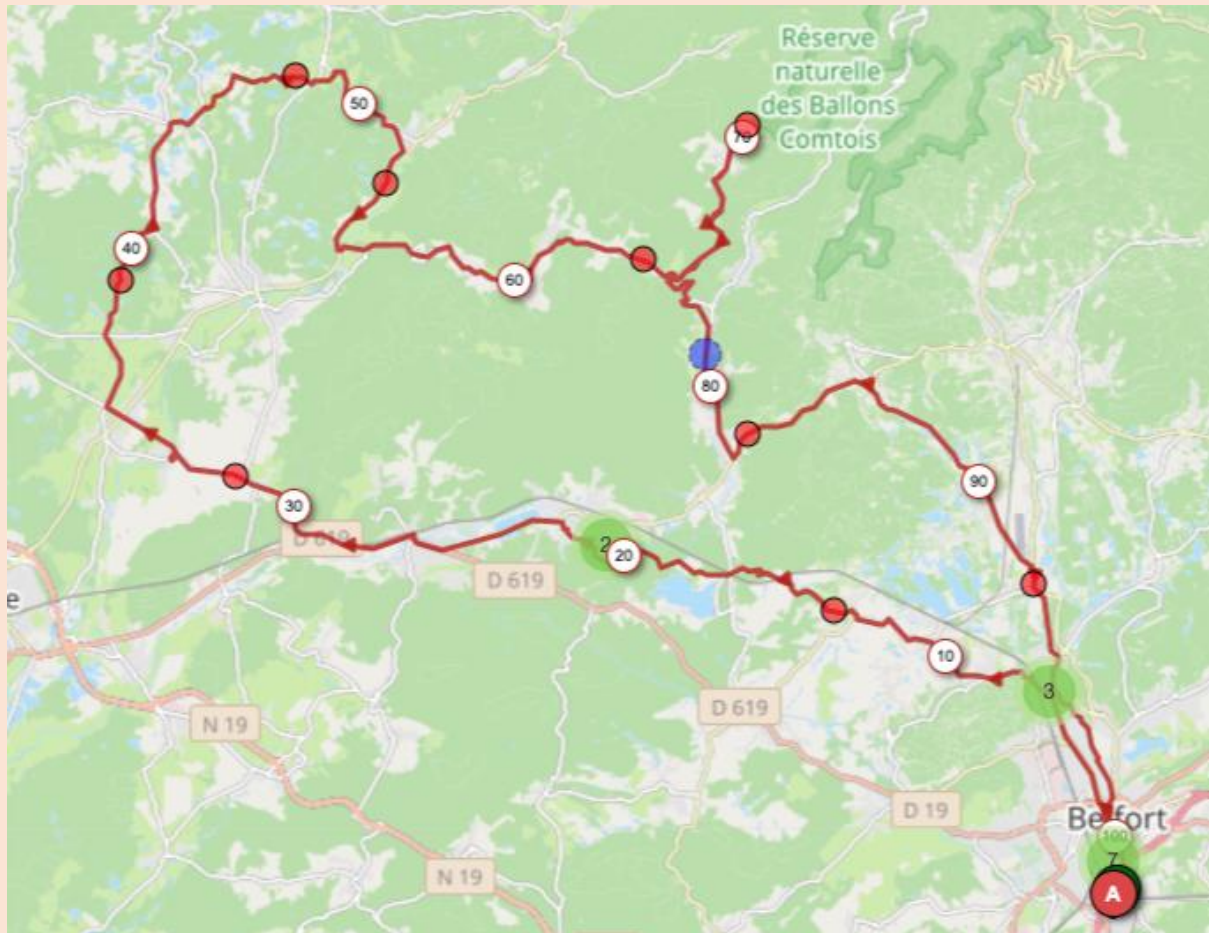 Réserve
naturelle
des Ballons
Comtois
50
70
40
60
80
90
30
D 619
2
20
D 619
e
10
3
D 619
N 19
D 19
Belfort
100
7
N 19
A